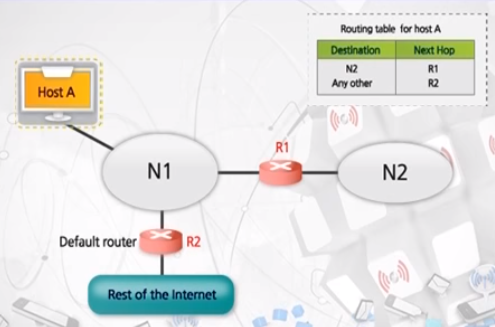 Routing table for host A
Destination Next Hop
N2 R1
Any other R2
Host A
N1
R1
N2
Default router R2
Rest of the Internet